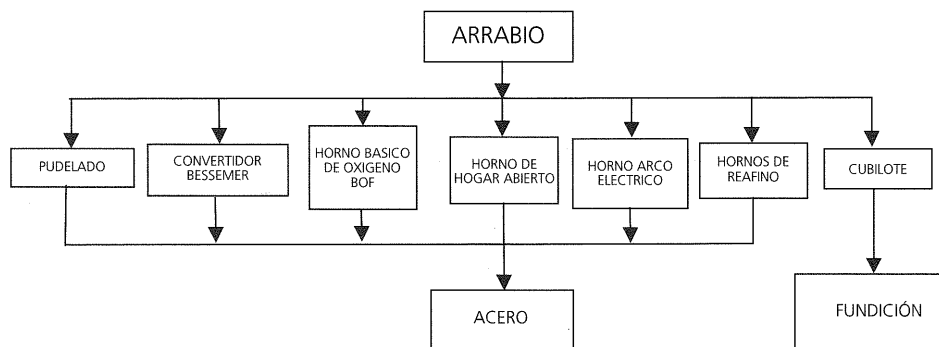 ARRABIO
PUDELADO
CONVERTIDOR
BESSEMER
HORNO BASICO
DE OXIGENO
BOF
HORNO DE
HOGAR ABIERTO
HORNO ARCO
ELECTRICO
HORNOS DE
REAFINO
CUBILOTE
ACERO
FUNDICIÓN